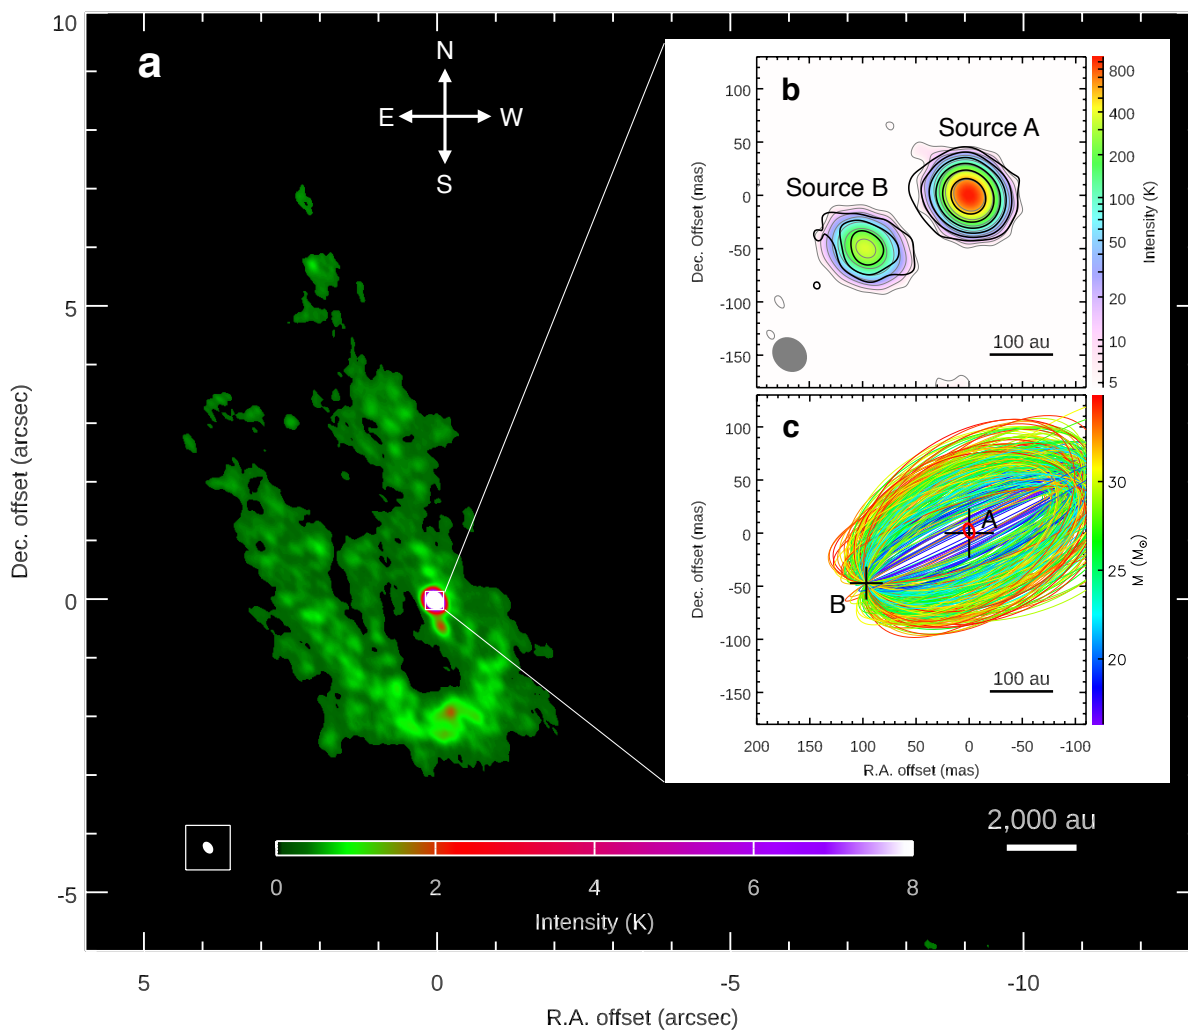 a
N
E W
S
10
5
0
-5
Dec. offset (arcsec)
5 0 -5 -10
R.A. offset (arcsec)
0 2 4 6 8
Intensity (K)
2,000 au
b
Source A
Source B
100
50
0
-50
-100
-150
Dec. Offset (mas)
100 au
800
400
200
100
50
20
10
5
Intensity (K)
c
A
B
100
50
0
-50
-100
-150
Dec. offset (mas)
100 au
200 150 100 50 0 -50 -100
R.A. offset (mas)
30
25
20
M (M☉)